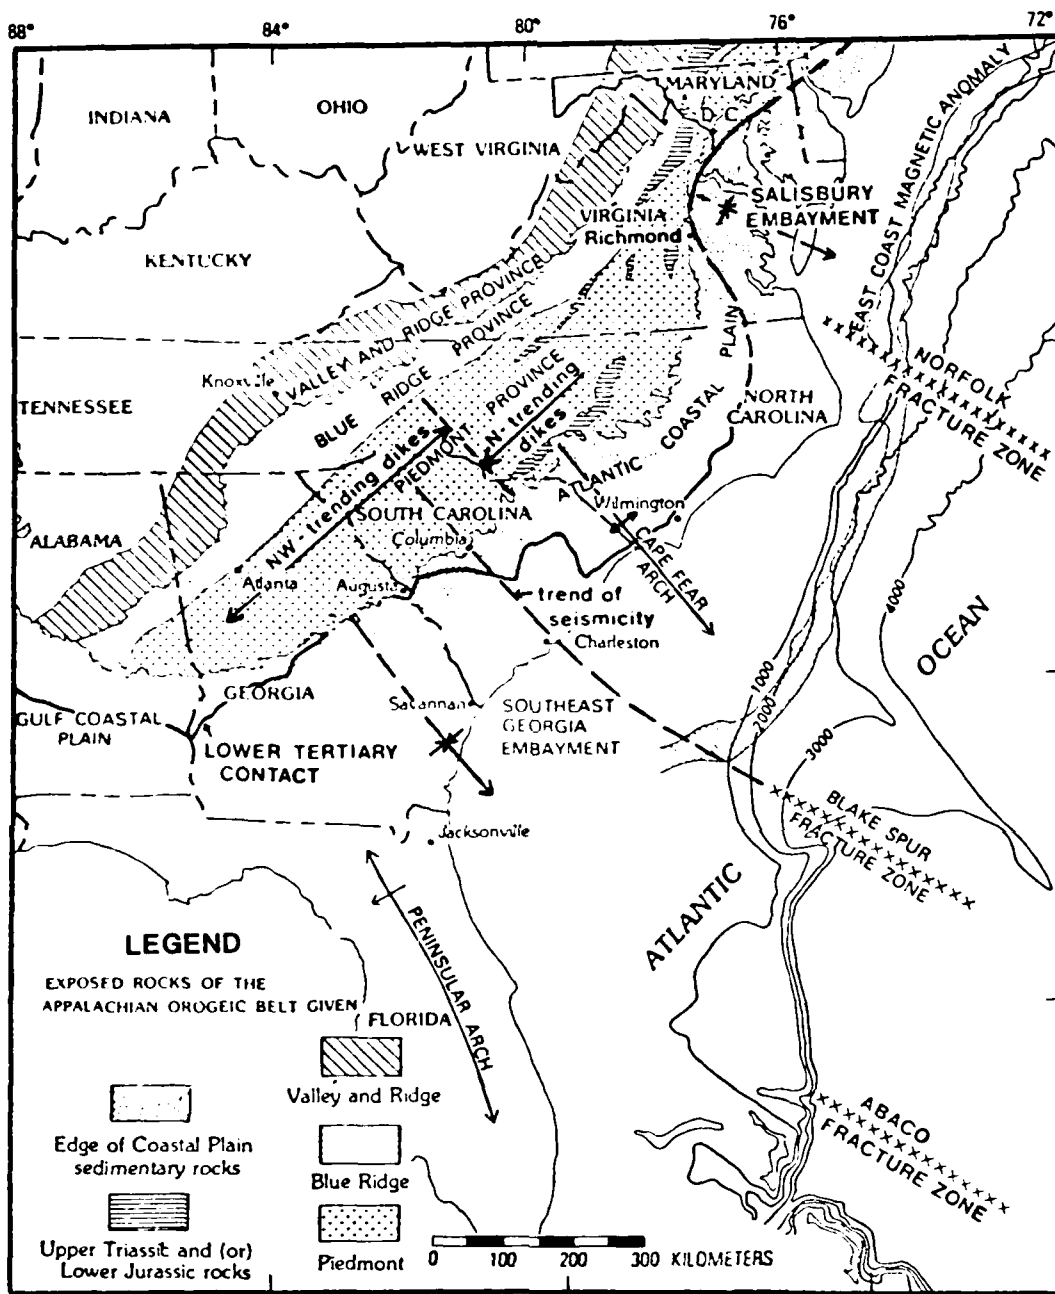 88°
84°
80°
76°
72°
INDIANA
OHIO
WEST VIRGINIA
MARYLAND
D.C.
EAST COAST MAGNETIC ANOMALY
SALISBURY
EMBAYMENT
VIRGINIA
Richmond
KENTUCKY
VALLEY AND RIDGE PROVINCE
BLUE RIDGE PROVINCE
PIEDMONT PROVINCE
Knoxville
TENNESSEE
N-trending
dikes
NW-trending dikes
ATLANTIC COASTAL PLAIN
NORTH
CAROLINA
NORFOLK
FRACTURE ZONE
SOUTH CAROLINA
Wilmington
CAPE FEAR
ARCH
ALABAMA
Columbia
Atlanta
Augusta
trend of
seismicity
Charleston
4000
OCEAN
GEORGIA
Savannah
SOUTHEAST
GEORGIA
EMBAYMENT
1000
2000
3000
GULF COASTAL
PLAIN
LOWER TERTIARY
CONTACT
Jacksonville
BLAKE SPUR
FRACTURE ZONE
ATLANTIC
PENINSULAR ARCH
FLORIDA
ABACO
FRACTURE ZONE
LEGEND
EXPOSED ROCKS OF THE
APPALACHIAN OROGEIC BELT GIVEN
Valley and Ridge
Edge of Coastal Plain
sedimentary rocks
Blue Ridge
Upper Triassic and (or)
Lower Jurassic rocks
Piedmont
0 50 100 200 300 KILOMETERS